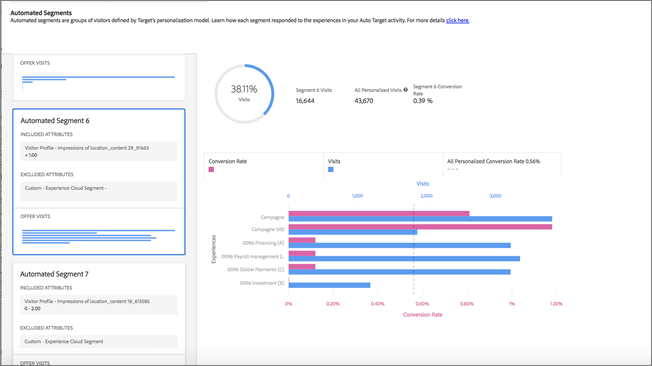 Automated Segments
Automated segments are groups of visitors defined by Target's personalization model. Learn how each segment responded to the experiences in your Auto Target activity. For more details click here.
OFFER VISITS
Automated Segment 6
INCLUDED ATTRIBUTES
Visitor Profile - Impressions of location_content 29_91663
< 1.00
EXCLUDED ATTRIBUTES
Custom - Experience Cloud Segment -
OFFER VISITS
Automated Segment 7
INCLUDED ATTRIBUTES
Visitor Profile - Impressions of location_content 18_613585
0 - 2.00
EXCLUDED ATTRIBUTES
Custom - Experience Cloud Segment
OFFER VISITS
38.11%
Visits
Segment 6 Visits
16,644
All Personalized Visits
43,670
Segment 6 Conversion
Rate
0.39 %
Conversion Rate
Visits
All Personalized Conversion Rate 0.56%
Visits
0 1,000 2,000 3,000
Experiences
Campagne
Campagne 500
0096 Financing (A)
0096 Payroll management (...
0096 Global Payments (C)
0096 Investment (B)
0% 0.20% 0.40% 0.60% 0.80% 1% 1.20%
Conversion Rate